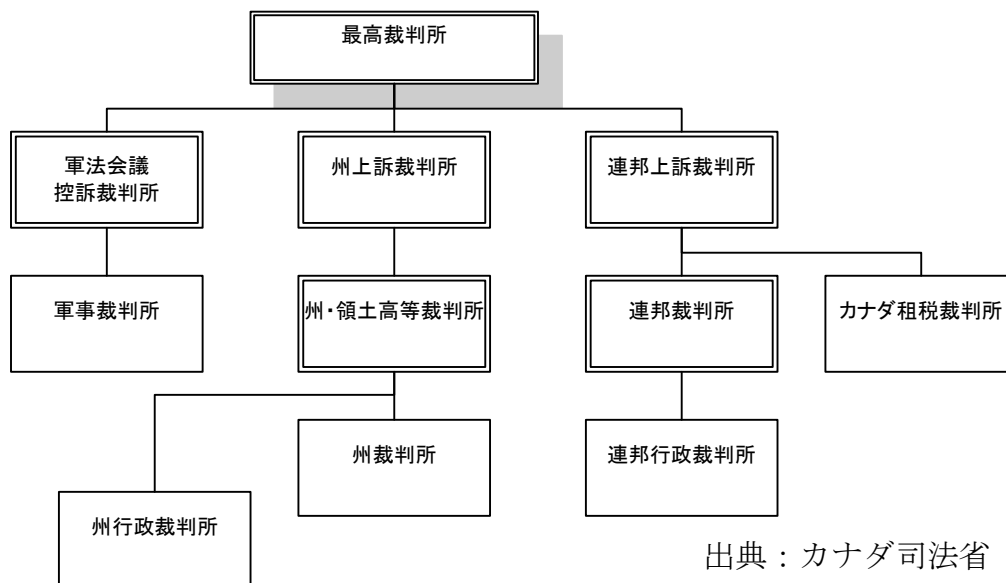 最高裁判所
軍法会議
控訴裁判所
州上訴裁判所
連邦上訴裁判所
軍事裁判所
州・領土高等裁判所
連邦裁判所
カナダ租税裁判所
州裁判所
連邦行政裁判所
州行政裁判所
出典：カナダ司法省